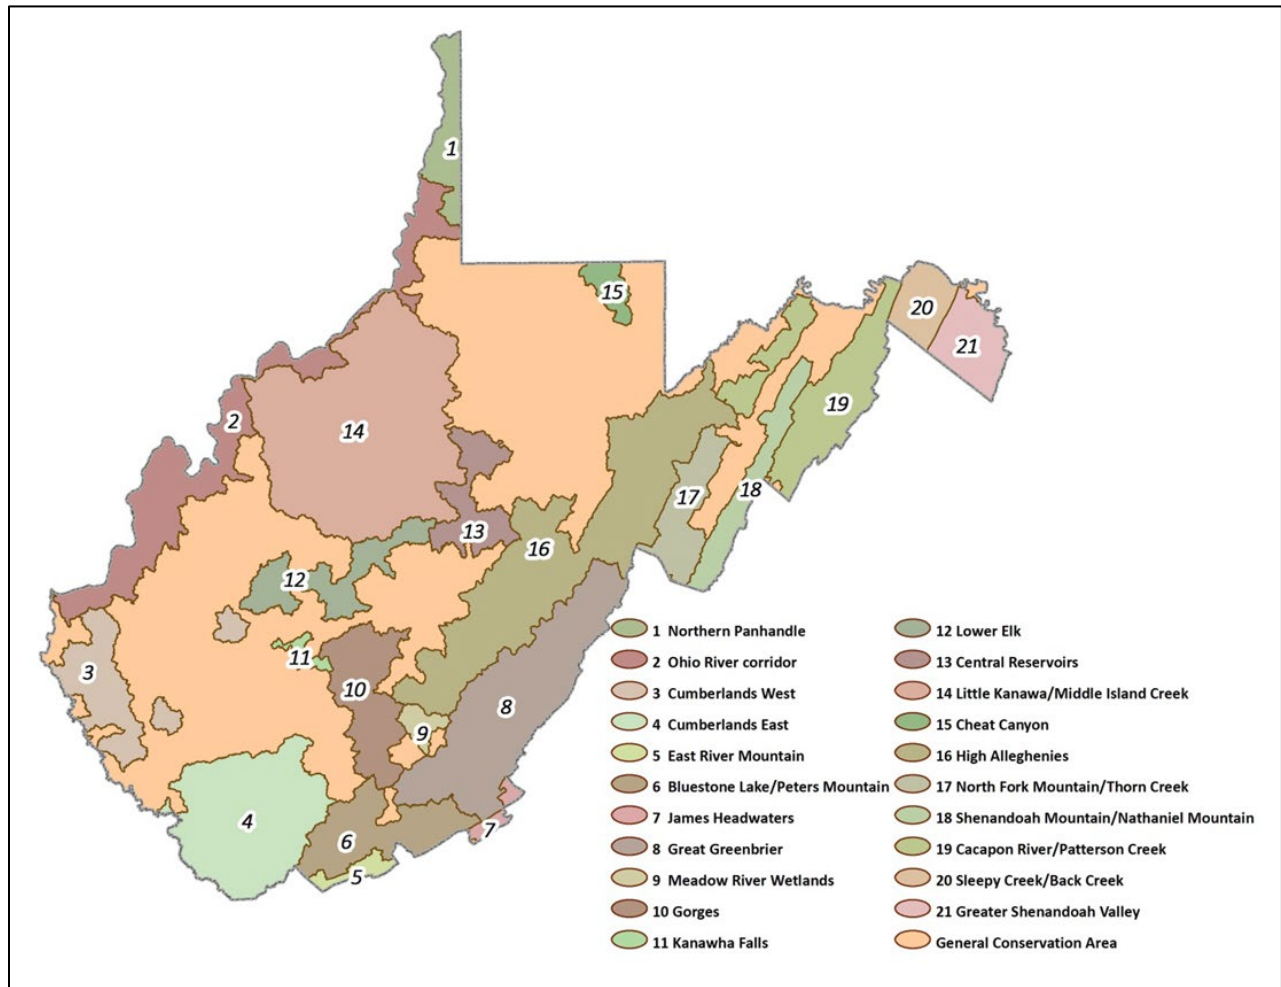 1
15
20
21
2
14
19
17
18
13
16
12
11
3
10
8
9
4
7
6
5
1 Northern Panhandle
2 Ohio River corridor
3 Cumberlands West
4 Cumberlands East
5 East River Mountain
6 Bluestone Lake/Peters Mountain
7 James Headwaters
8 Great Greenbrier
9 Meadow River Wetlands
10 Gorges
11 Kanawha Falls
12 Lower Elk
13 Central Reservoirs
14 Little Kanawa/Middle Island Creek
15 Cheat Canyon
16 High Alleghenies
17 North Fork Mountain/Thorn Creek
18 Shenandoah Mountain/Nathaniel Mountain
19 Cacapon River/Patterson Creek
20 Sleepy Creek/Back Creek
21 Greater Shenandoah Valley
General Conservation Area